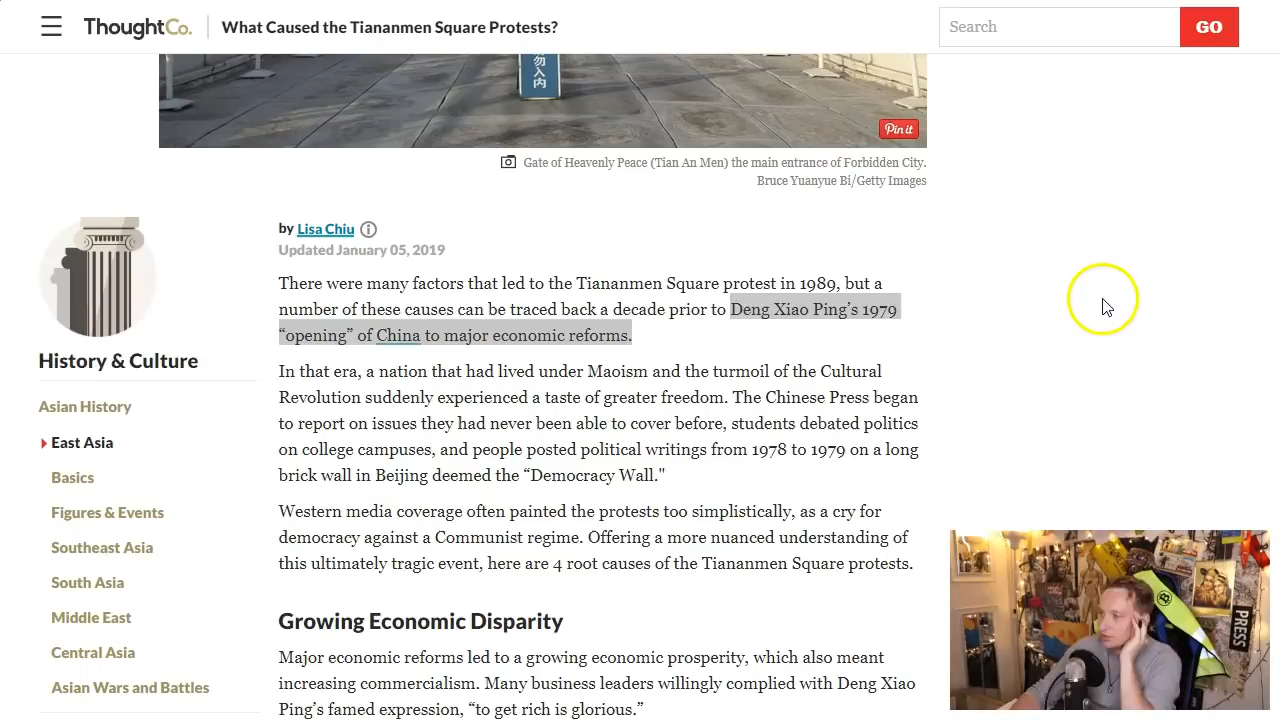 ThoughtCo.
What Caused the Tiananmen Square Protests?
Search
GO
勿
入
内
Pin it
Gate of Heavenly Peace (Tian An Men) the main entrance of Forbidden City.
Bruce Yuanyue Bi/Getty Images
by Lisa Chiu
Updated January 05, 2019
There were many factors that led to the Tiananmen Square protest in 1989, but a
number of these causes can be traced back a decade prior to Deng Xiao Ping’s 1979
“opening” of China to major economic reforms.
In that era, a nation that had lived under Maoism and the turmoil of the Cultural
Revolution suddenly experienced a taste of greater freedom. The Chinese Press began
to report on issues they had never been able to cover before, students debated politics
on college campuses, and people posted political writings from 1978 to 1979 on a long
brick wall in Beijing deemed the “Democracy Wall."
Western media coverage often painted the protests too simplistically, as a cry for
democracy against a Communist regime. Offering a more nuanced understanding of
this ultimately tragic event, here are 4 root causes of the Tiananmen Square protests.
Growing Economic Disparity
Major economic reforms led to a growing economic prosperity, which also meant
increasing commercialism. Many business leaders willingly complied with Deng Xiao
Ping’s famed expression, “to get rich is glorious.”
History & Culture
Asian History
East Asia
Basics
Figures & Events
Southeast Asia
South Asia
Middle East
Central Asia
Asian Wars and Battles
PRESS